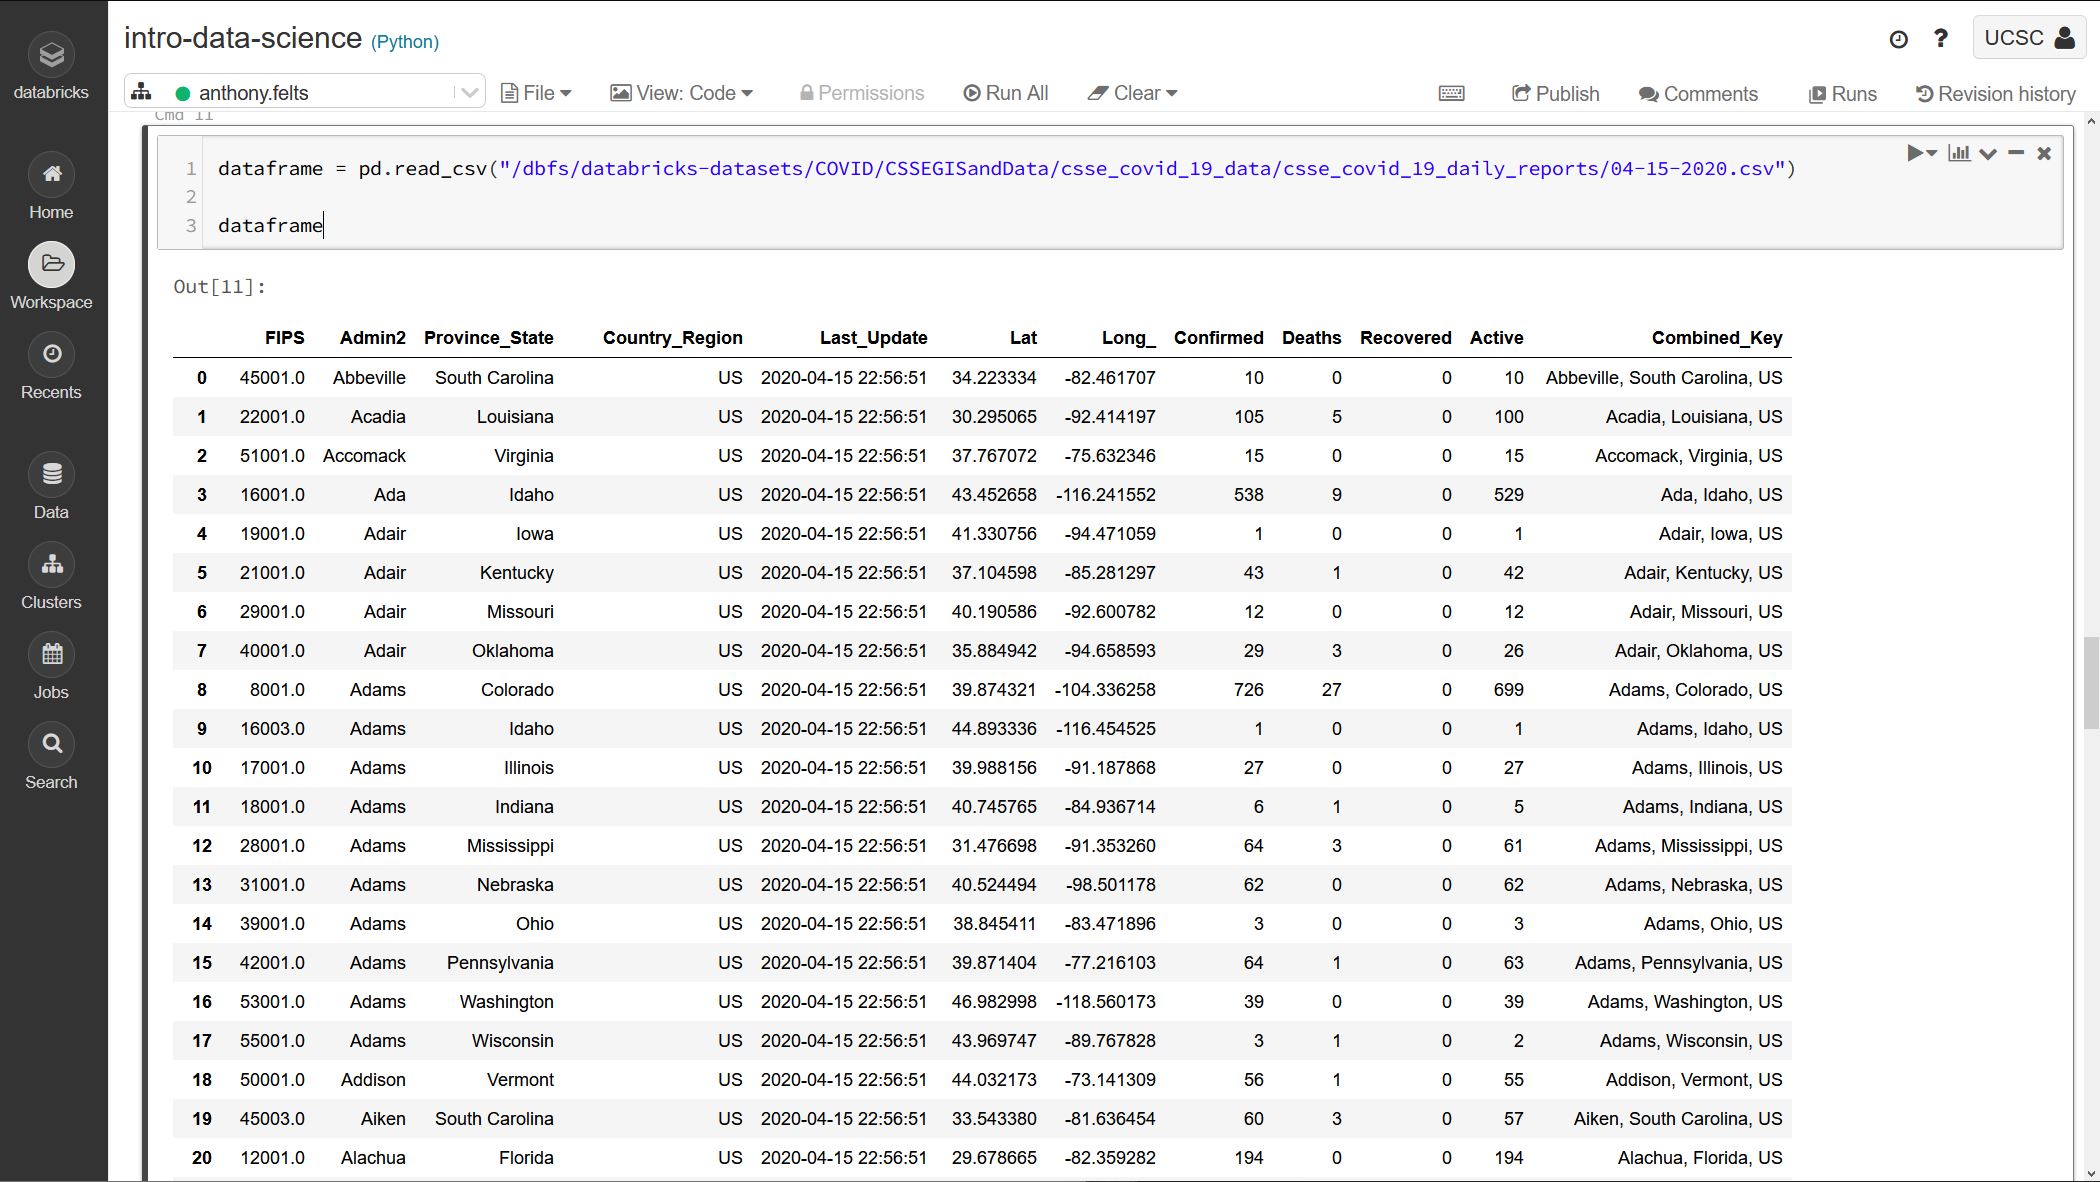 intro-data-science (Python)
UCSC
databricks
anthony.felts File View: Code Permissions Run All Clear Publish Comments Runs Revision history
Cmd 11
1 dataframe = pd.read_csv("/dbfs/databricks-datasets/COVID/CSSEGISandData/csse_covid_19_data/csse_covid_19_daily_reports/04-15-2020.csv")
2
3 dataframe
Home
Workspace
Recents
Data
Clusters
Jobs
Search
Out[11]:
FIPS Admin2 Province_State Country_Region Last_Update Lat Long_ Confirmed Deaths Recovered Active Combined_Key
0 45001.0 Abbeville South Carolina US 2020-04-15 22:56:51 34.223334 -82.461707 10 0 0 10 Abbeville, South Carolina, US
1 22001.0 Acadia Louisiana US 2020-04-15 22:56:51 30.295065 -92.414197 105 5 0 100 Acadia, Louisiana, US
2 51001.0 Accomack Virginia US 2020-04-15 22:56:51 37.767072 -75.632346 15 0 0 15 Accomack, Virginia, US
3 16001.0 Ada Idaho US 2020-04-15 22:56:51 43.452658 -116.241552 538 9 0 529 Ada, Idaho, US
4 19001.0 Adair Iowa US 2020-04-15 22:56:51 41.330756 -94.471059 1 0 0 1 Adair, Iowa, US
5 21001.0 Adair Kentucky US 2020-04-15 22:56:51 37.104598 -85.281297 43 1 0 42 Adair, Kentucky, US
6 29001.0 Adair Missouri US 2020-04-15 22:56:51 40.190586 -92.600782 12 0 0 12 Adair, Missouri, US
7 40001.0 Adair Oklahoma US 2020-04-15 22:56:51 35.884942 -94.658593 29 3 0 26 Adair, Oklahoma, US
8 8001.0 Adams Colorado US 2020-04-15 22:56:51 39.874321 -104.336258 726 27 0 699 Adams, Colorado, US
9 16003.0 Adams Idaho US 2020-04-15 22:56:51 44.893336 -116.454525 1 0 0 1 Adams, Idaho, US
10 17001.0 Adams Illinois US 2020-04-15 22:56:51 39.988156 -91.187868 27 0 0 27 Adams, Illinois, US
11 18001.0 Adams Indiana US 2020-04-15 22:56:51 40.745765 -84.936714 6 1 0 5 Adams, Indiana, US
12 28001.0 Adams Mississippi US 2020-04-15 22:56:51 31.476698 -91.353260 64 3 0 61 Adams, Mississippi, US
13 31001.0 Adams Nebraska US 2020-04-15 22:56:51 40.524494 -98.501178 62 0 0 62 Adams, Nebraska, US
14 39001.0 Adams Ohio US 2020-04-15 22:56:51 38.845411 -83.471896 3 0 0 3 Adams, Ohio, US
15 42001.0 Adams Pennsylvania US 2020-04-15 22:56:51 39.871404 -77.216103 64 1 0 63 Adams, Pennsylvania, US
16 53001.0 Adams Washington US 2020-04-15 22:56:51 46.982998 -118.560173 39 0 0 39 Adams, Washington, US
17 55001.0 Adams Wisconsin US 2020-04-15 22:56:51 43.969747 -89.767828 3 1 0 2 Adams, Wisconsin, US
18 50001.0 Addison Vermont US 2020-04-15 22:56:51 44.032173 -73.141309 56 1 0 55 Addison, Vermont, US
19 45003.0 Aiken South Carolina US 2020-04-15 22:56:51 33.543380 -81.636454 60 3 0 57 Aiken, South Carolina, US
20 12001.0 Alachua Florida US 2020-04-15 22:56:51 29.678665 -82.359282 194 0 0 194 Alachua, Florida, US